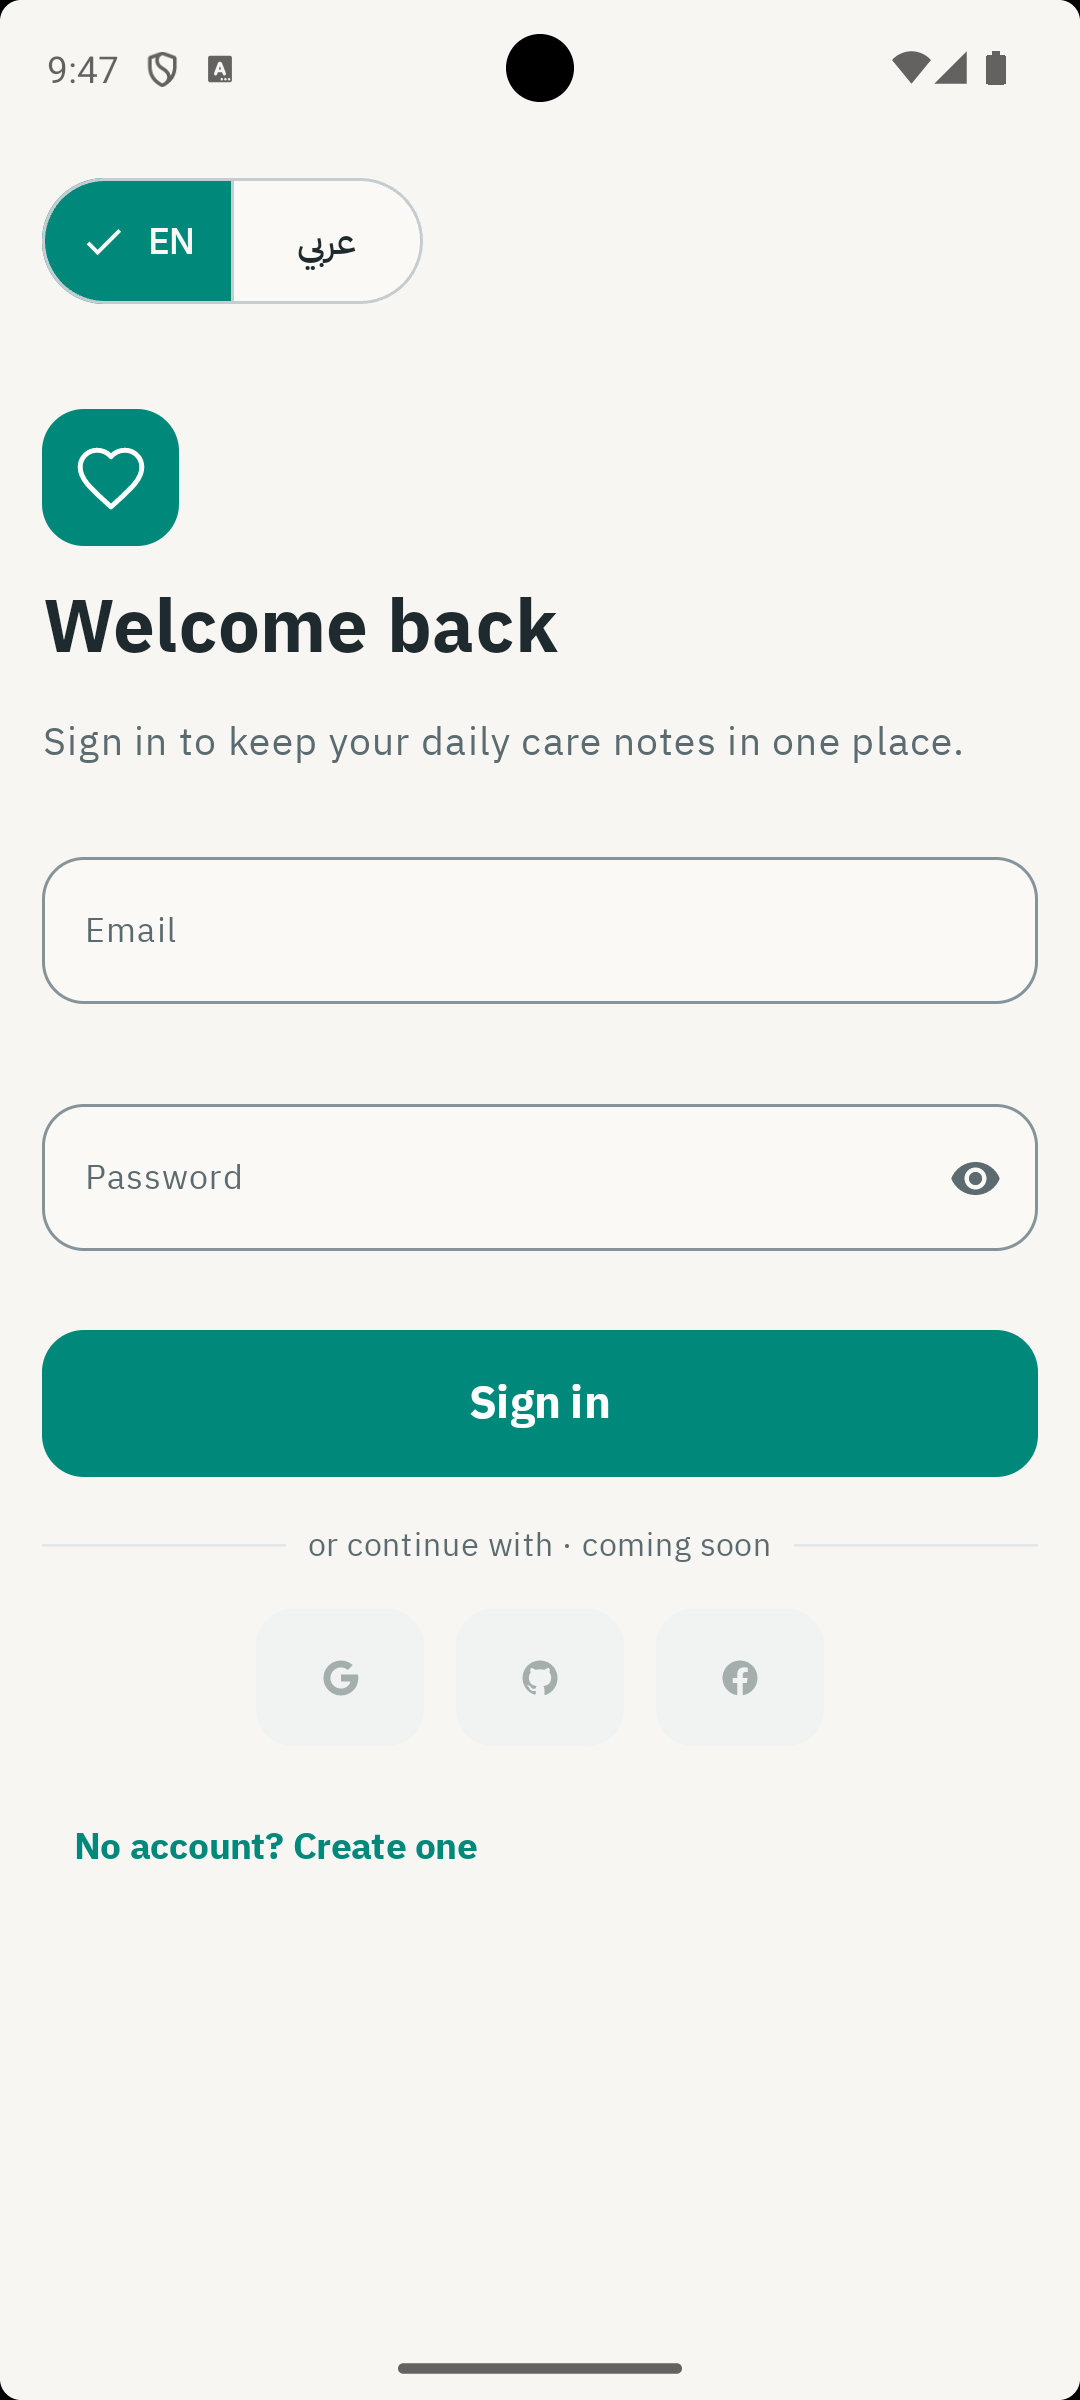 9:47
EN
عربي
Welcome back
Sign in to keep your daily care notes in one place.
Email
Password
Sign in
or continue with · coming soon
No account? Create one